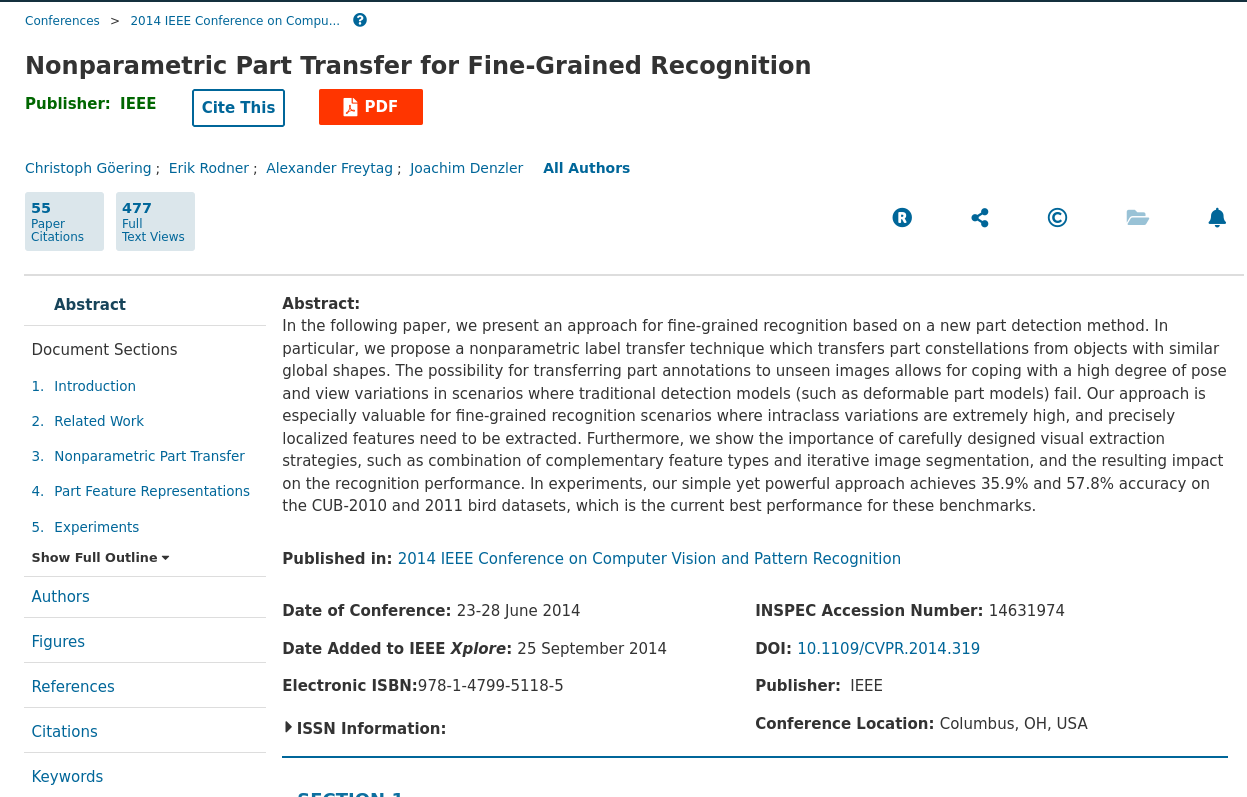 Conferences > 2014 IEEE Conference on Compu... ?
Nonparametric Part Transfer for Fine-Grained Recognition
Publisher: IEEE Cite This PDF
Christoph Göering ; Erik Rodner ; Alexander Freytag ; Joachim Denzler All Authors
55
Paper
Citations
477
Full
Text Views
R ©
Abstract
Document Sections
1. Introduction
2. Related Work
3. Nonparametric Part Transfer
4. Part Feature Representations
5. Experiments
Show Full Outline
Authors
Figures
References
Citations
Keywords
Abstract:
In the following paper, we present an approach for fine-grained recognition based on a new part detection method. In
particular, we propose a nonparametric label transfer technique which transfers part constellations from objects with similar
global shapes. The possibility for transferring part annotations to unseen images allows for coping with a high degree of pose
and view variations in scenarios where traditional detection models (such as deformable part models) fail. Our approach is
especially valuable for fine-grained recognition scenarios where intraclass variations are extremely high, and precisely
localized features need to be extracted. Furthermore, we show the importance of carefully designed visual extraction
strategies, such as combination of complementary feature types and iterative image segmentation, and the resulting impact
on the recognition performance. In experiments, our simple yet powerful approach achieves 35.9% and 57.8% accuracy on
the CUB-2010 and 2011 bird datasets, which is the current best performance for these benchmarks.
Published in: 2014 IEEE Conference on Computer Vision and Pattern Recognition
Date of Conference: 23-28 June 2014
Date Added to IEEE Xplore: 25 September 2014
Electronic ISBN:978-1-4799-5118-5
ISSN Information:
INSPEC Accession Number: 14631974
DOI: 10.1109/CVPR.2014.319
Publisher: IEEE
Conference Location: Columbus, OH, USA
SECTION 1